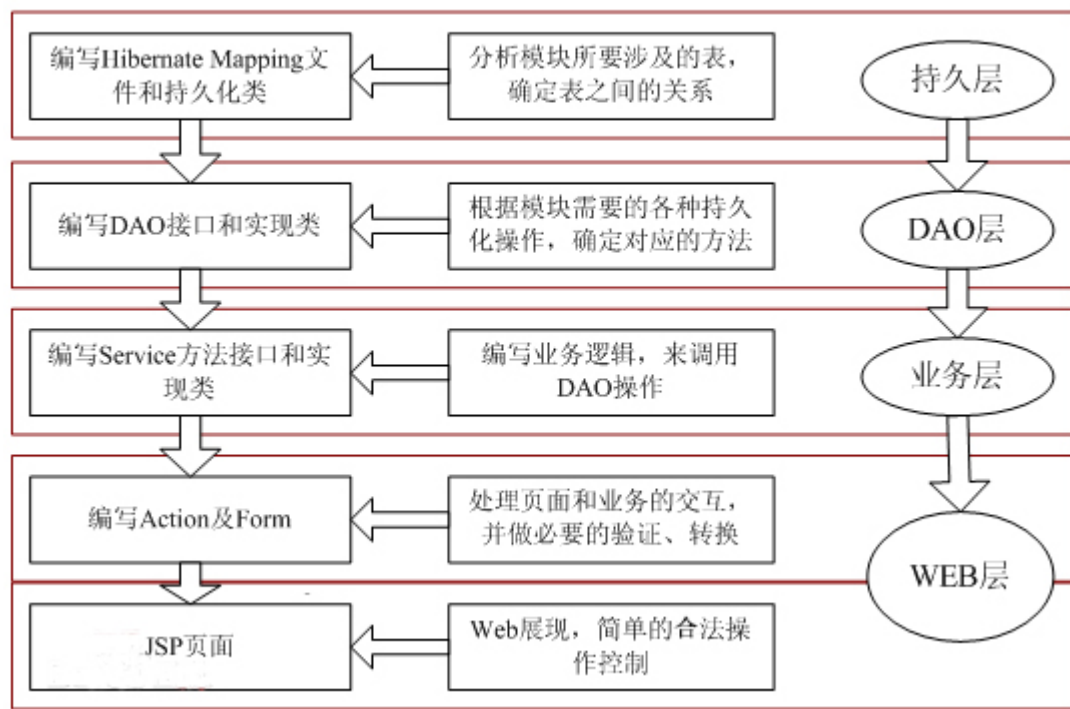 编写Hibernate Mapping文
件和持久化类
分析模块所要涉及的表，
确定表之间的关系
持久层
编写DAO接口和实现类
根据模块需要的各种持久
化操作，确定对应的方法
DAO层
编写Service方法接口和实
现类
编写业务逻辑，来调用
DAO操作
业务层
编写Action及Form
处理页面和业务的交互，
并做必要的验证、转换
WEB层
JSP页面
Web展现，简单的合法操
作控制